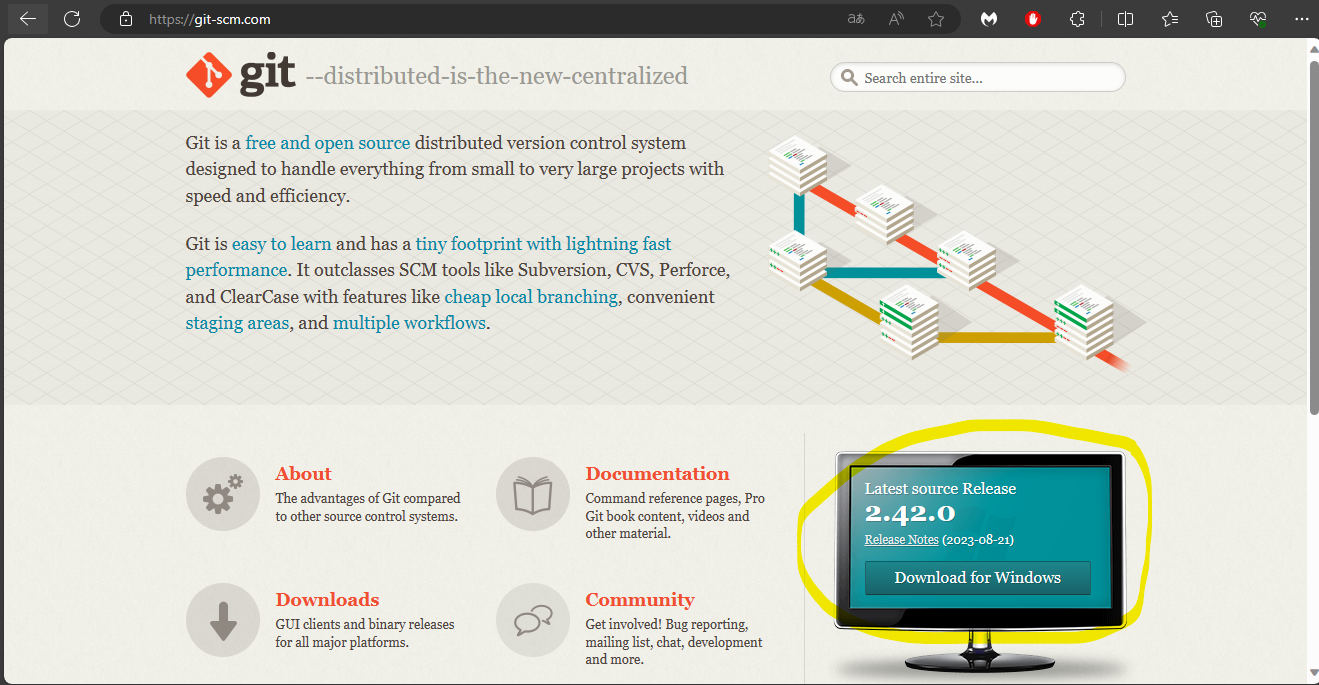 https://git-scm.com
git --distributed-is-the-new-centralized
Search entire site...
Git is a free and open source distributed version control system
designed to handle everything from small to very large projects with
speed and efficiency.
Git is easy to learn and has a tiny footprint with lightning fast
performance. It outclasses SCM tools like Subversion, CVS, Perforce,
and ClearCase with features like cheap local branching, convenient
staging areas, and multiple workflows.
About
The advantages of Git compared
to other source control systems.
Documentation
Command reference pages, Pro
Git book content, videos and
other material.
Downloads
GUI clients and binary releases
for all major platforms.
Community
Get involved! Bug reporting,
mailing list, chat, development
and more.
Latest source Release
2.42.0
Release Notes (2023-08-21)
Download for Windows